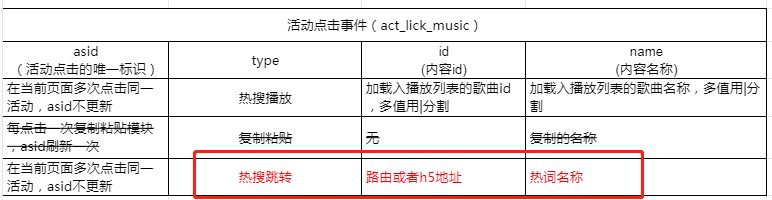 活动点击事件（act_lick_music）
asid
（活动点击的唯一标识）
type
id
(内容id)
name
(内容名称)
在当前页面多次点击同一
活动，asid不更新
热搜播放
加载入播放列表的歌曲id
，多值用|分割
加载入播放列表的歌曲名称，多值用|分
割
每点击一次复制粘贴模块
，asid刷新一次
复制粘贴
无
复制的名称
在当前页面多次点击同一
活动，asid不更新
热搜跳转
路由或者h5地址
热词名称